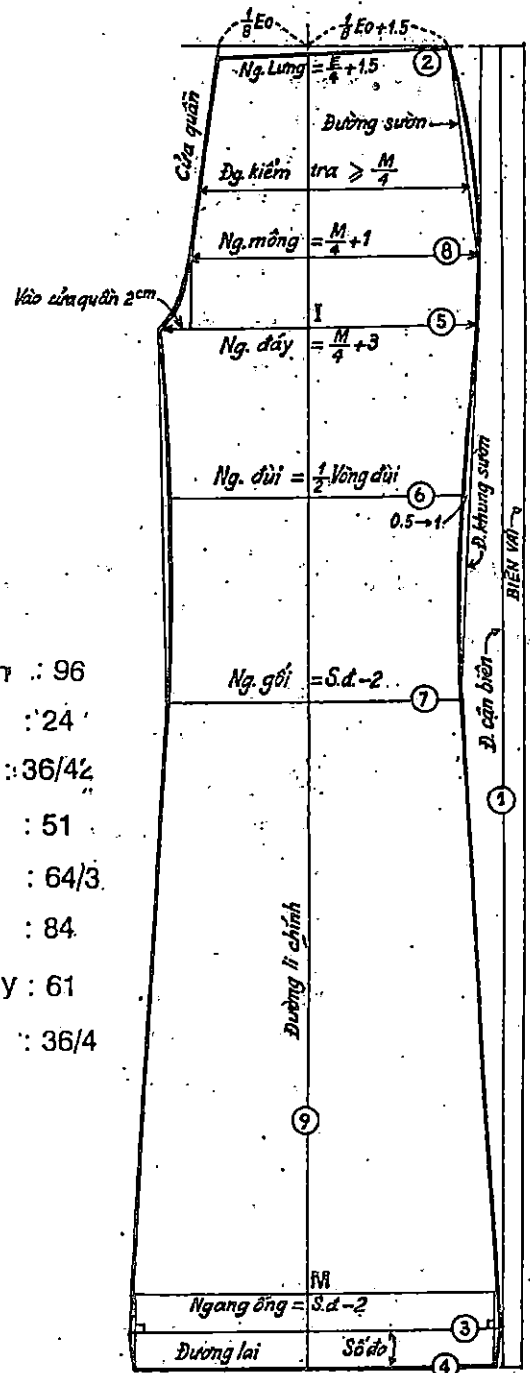 1/8 Eo 1/8 Eo+1.5
Ng. Lưng = E/4 + 1.5
②
Cửa quần
Đường sườn
Đg. kiểm tra ⩾ M/4
Ng. mông = M/4 + 1
⑧
Vào cửa quần 2cm
I
⑤
Ng. đáy = M/4 + 3
Ng. đùi = 1/2 Vòng đùi
⑥
0.5→1
Đ. khung sườn
BIÊN VẢI
Ng. gối = S.đ.-2
⑦
Đ. cặn biên
①
: 96
: 24
: 36/42
: 51
: 64/3
: 84
y : 61
: 36/4
Đường li chính
⑨
M
Ngang ống = S.đ-2
③
Đương lai
Số đo
④